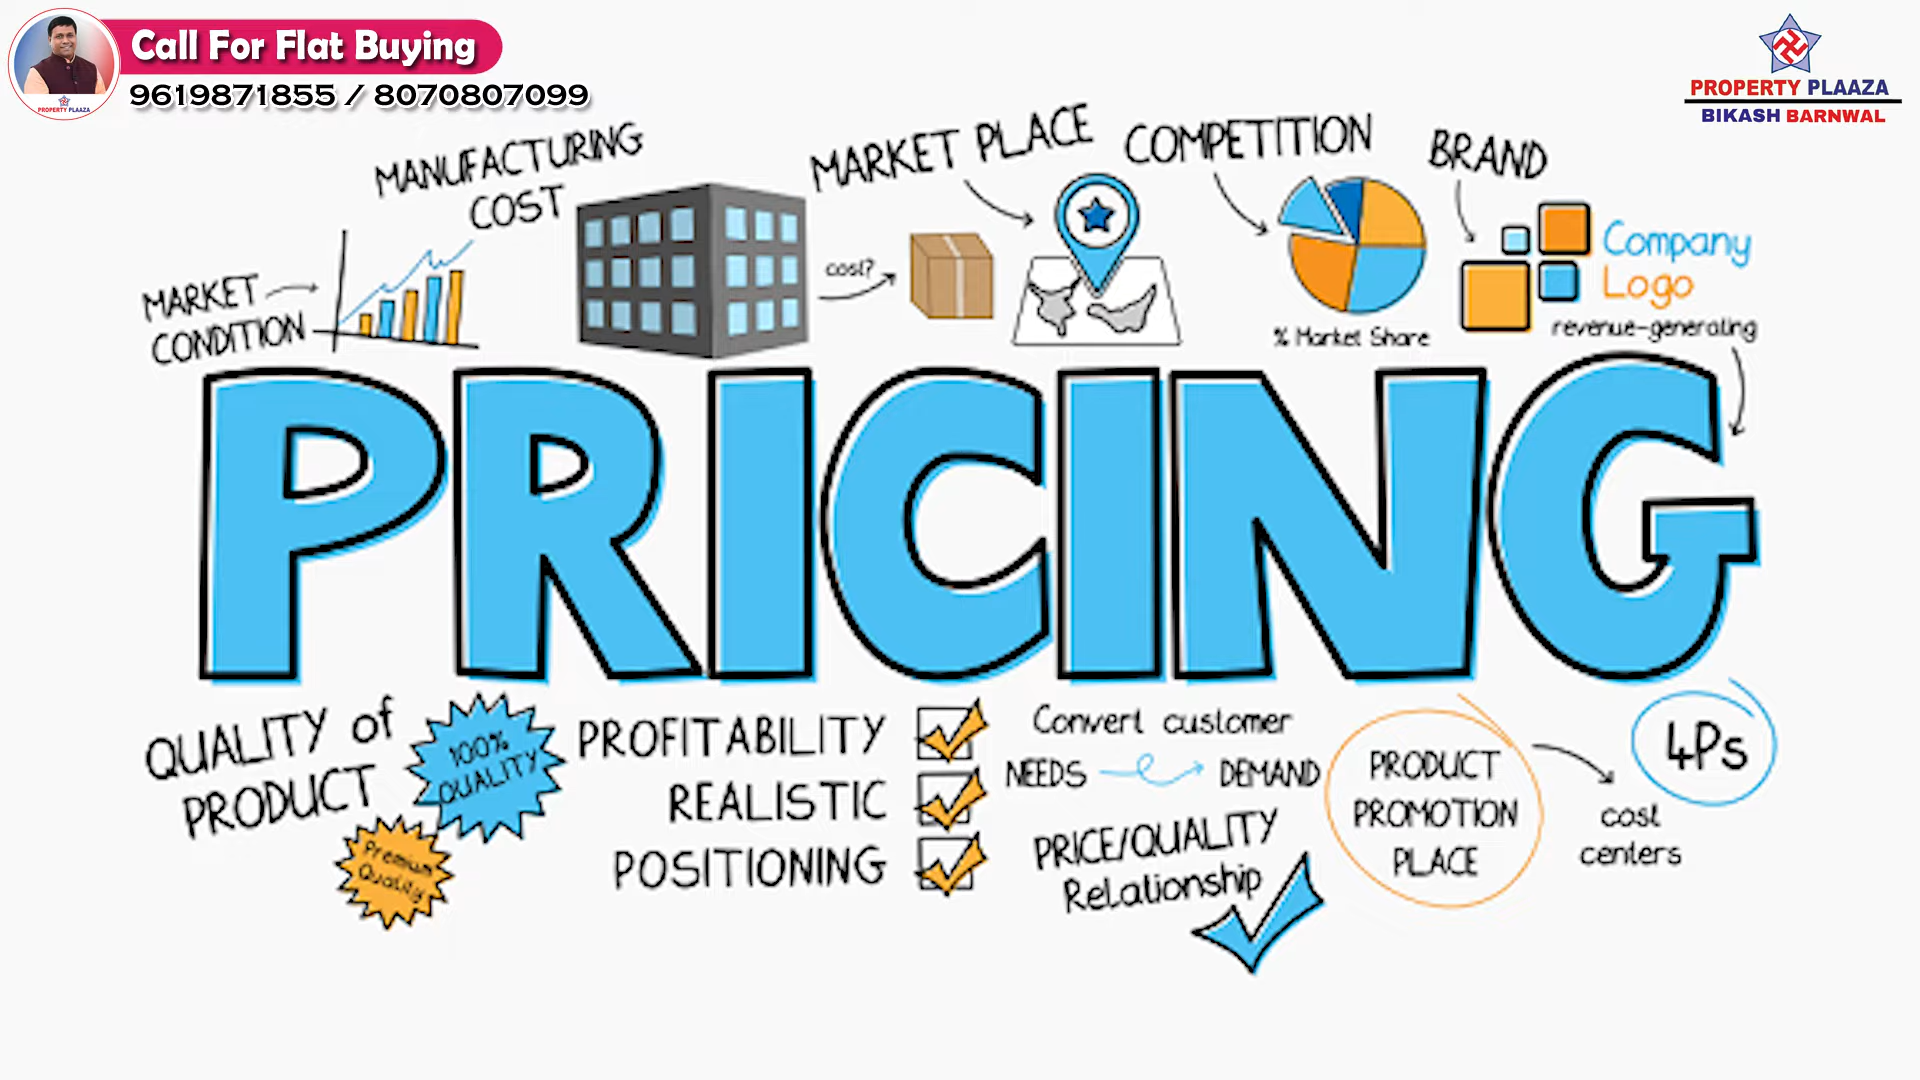 Call For Flat Buying
9619871855 / 8070807099
PROPERTY PLAAZA
PROPERTY PLAAZA
BIKASH BARNWAL
MANUFACTURING
COST
MARKET PLACE
COMPETITION
BRAND
MARKET
CONDITION
cost?
% Market Share
Company
Logo
revenue-generating
PRICING
QUALITY of
PRODUCT
100%
QUALITY
Premium
Quality
PROFITABILITY
REALISTIC
POSITIONING
Convert customer
NEEDS DEMAND
PRICE/QUALITY
Relationship
PRODUCT
PROMOTION
PLACE
4Ps
cost
centers